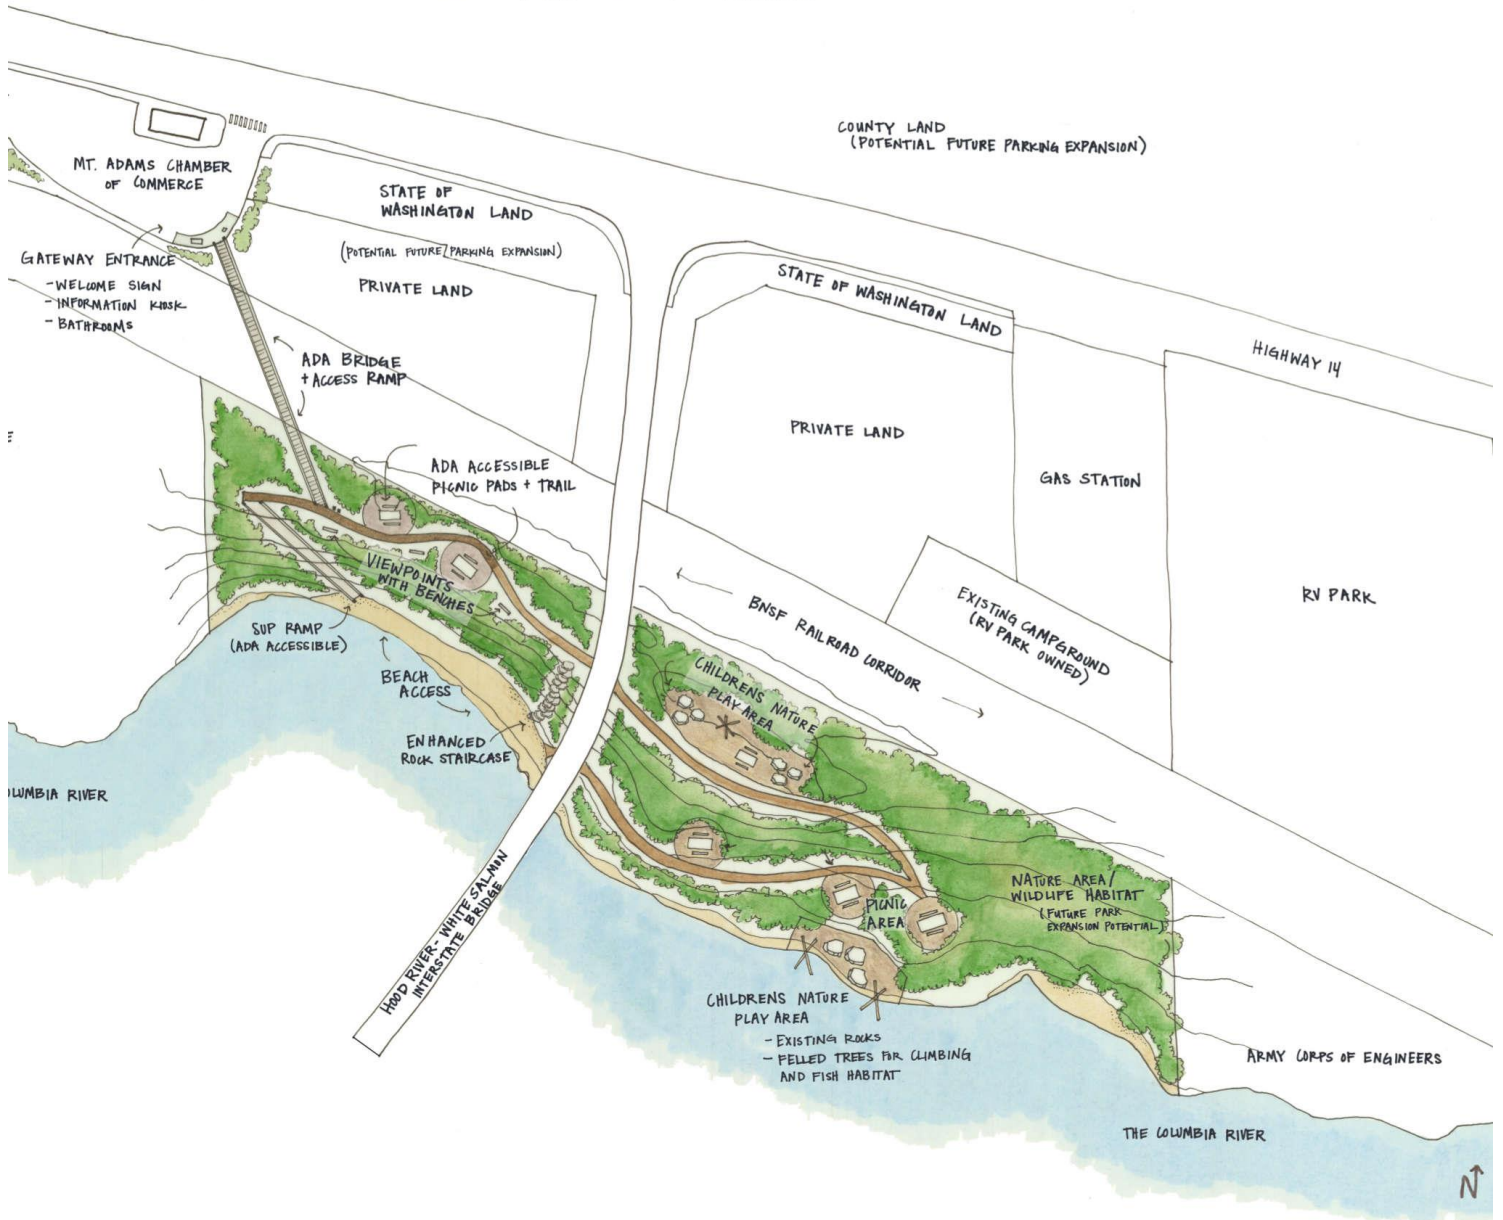 COUNTY LAND
(POTENTIAL FUTURE PARKING EXPANSION)
MT. ADAMS CHAMBER
OF COMMERCE
STATE OF
WASHINGTON LAND
(POTENTIAL FUTURE PARKING EXPANSION)
PRIVATE LAND
GATEWAY ENTRANCE
- WELCOME SIGN
- INFORMATION KIOSK
- BATHROOMS
STATE OF WASHINGTON LAND
HIGHWAY 14
ADA BRIDGE
+ ACCESS RAMP
PRIVATE LAND
GAS STATION
RV PARK
E
ADA ACCESSIBLE
PICNIC PADS + TRAIL
VIEWPOINTS
WITH BENCHES
BNSF RAILROAD CORRIDOR
EXISTING CAMPGROUND
(RV PARK OWNED)
SUP RAMP
(ADA ACCESSIBLE)
BEACH
ACCESS
ENHANCED
ROCK STAIRCASE
CHILDRENS NATURE
PLAY AREA
OLUMBIA RIVER
HOOD RIVER - WHITE SALMON
INTERSTATE BRIDGE
PICNIC
AREA
NATURE AREA/
WILDLIFE HABITAT
(FUTURE PARK
EXPANSION POTENTIAL)
CHILDRENS NATURE
PLAY AREA
- EXISTING ROCKS
- FELLED TREES FOR CLIMBING
AND FISH HABITAT
ARMY CORPS OF ENGINEERS
THE COLUMBIA RIVER
N